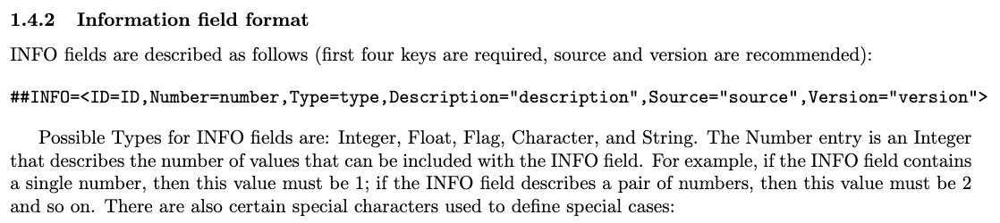 1.4.2 Information field format
INFO fields are described as follows (first four keys are required, source and version are recommended):
##INFO=<ID=ID,Number=number,Type=type,Description="description",Source="source",Version="version">
Possible Types for INFO fields are: Integer, Float, Flag, Character, and String. The Number entry is an Integer
that describes the number of values that can be included with the INFO field. For example, if the INFO field contains
a single number, then this value must be 1; if the INFO field describes a pair of numbers, then this value must be 2
and so on. There are also certain special characters used to define special cases: